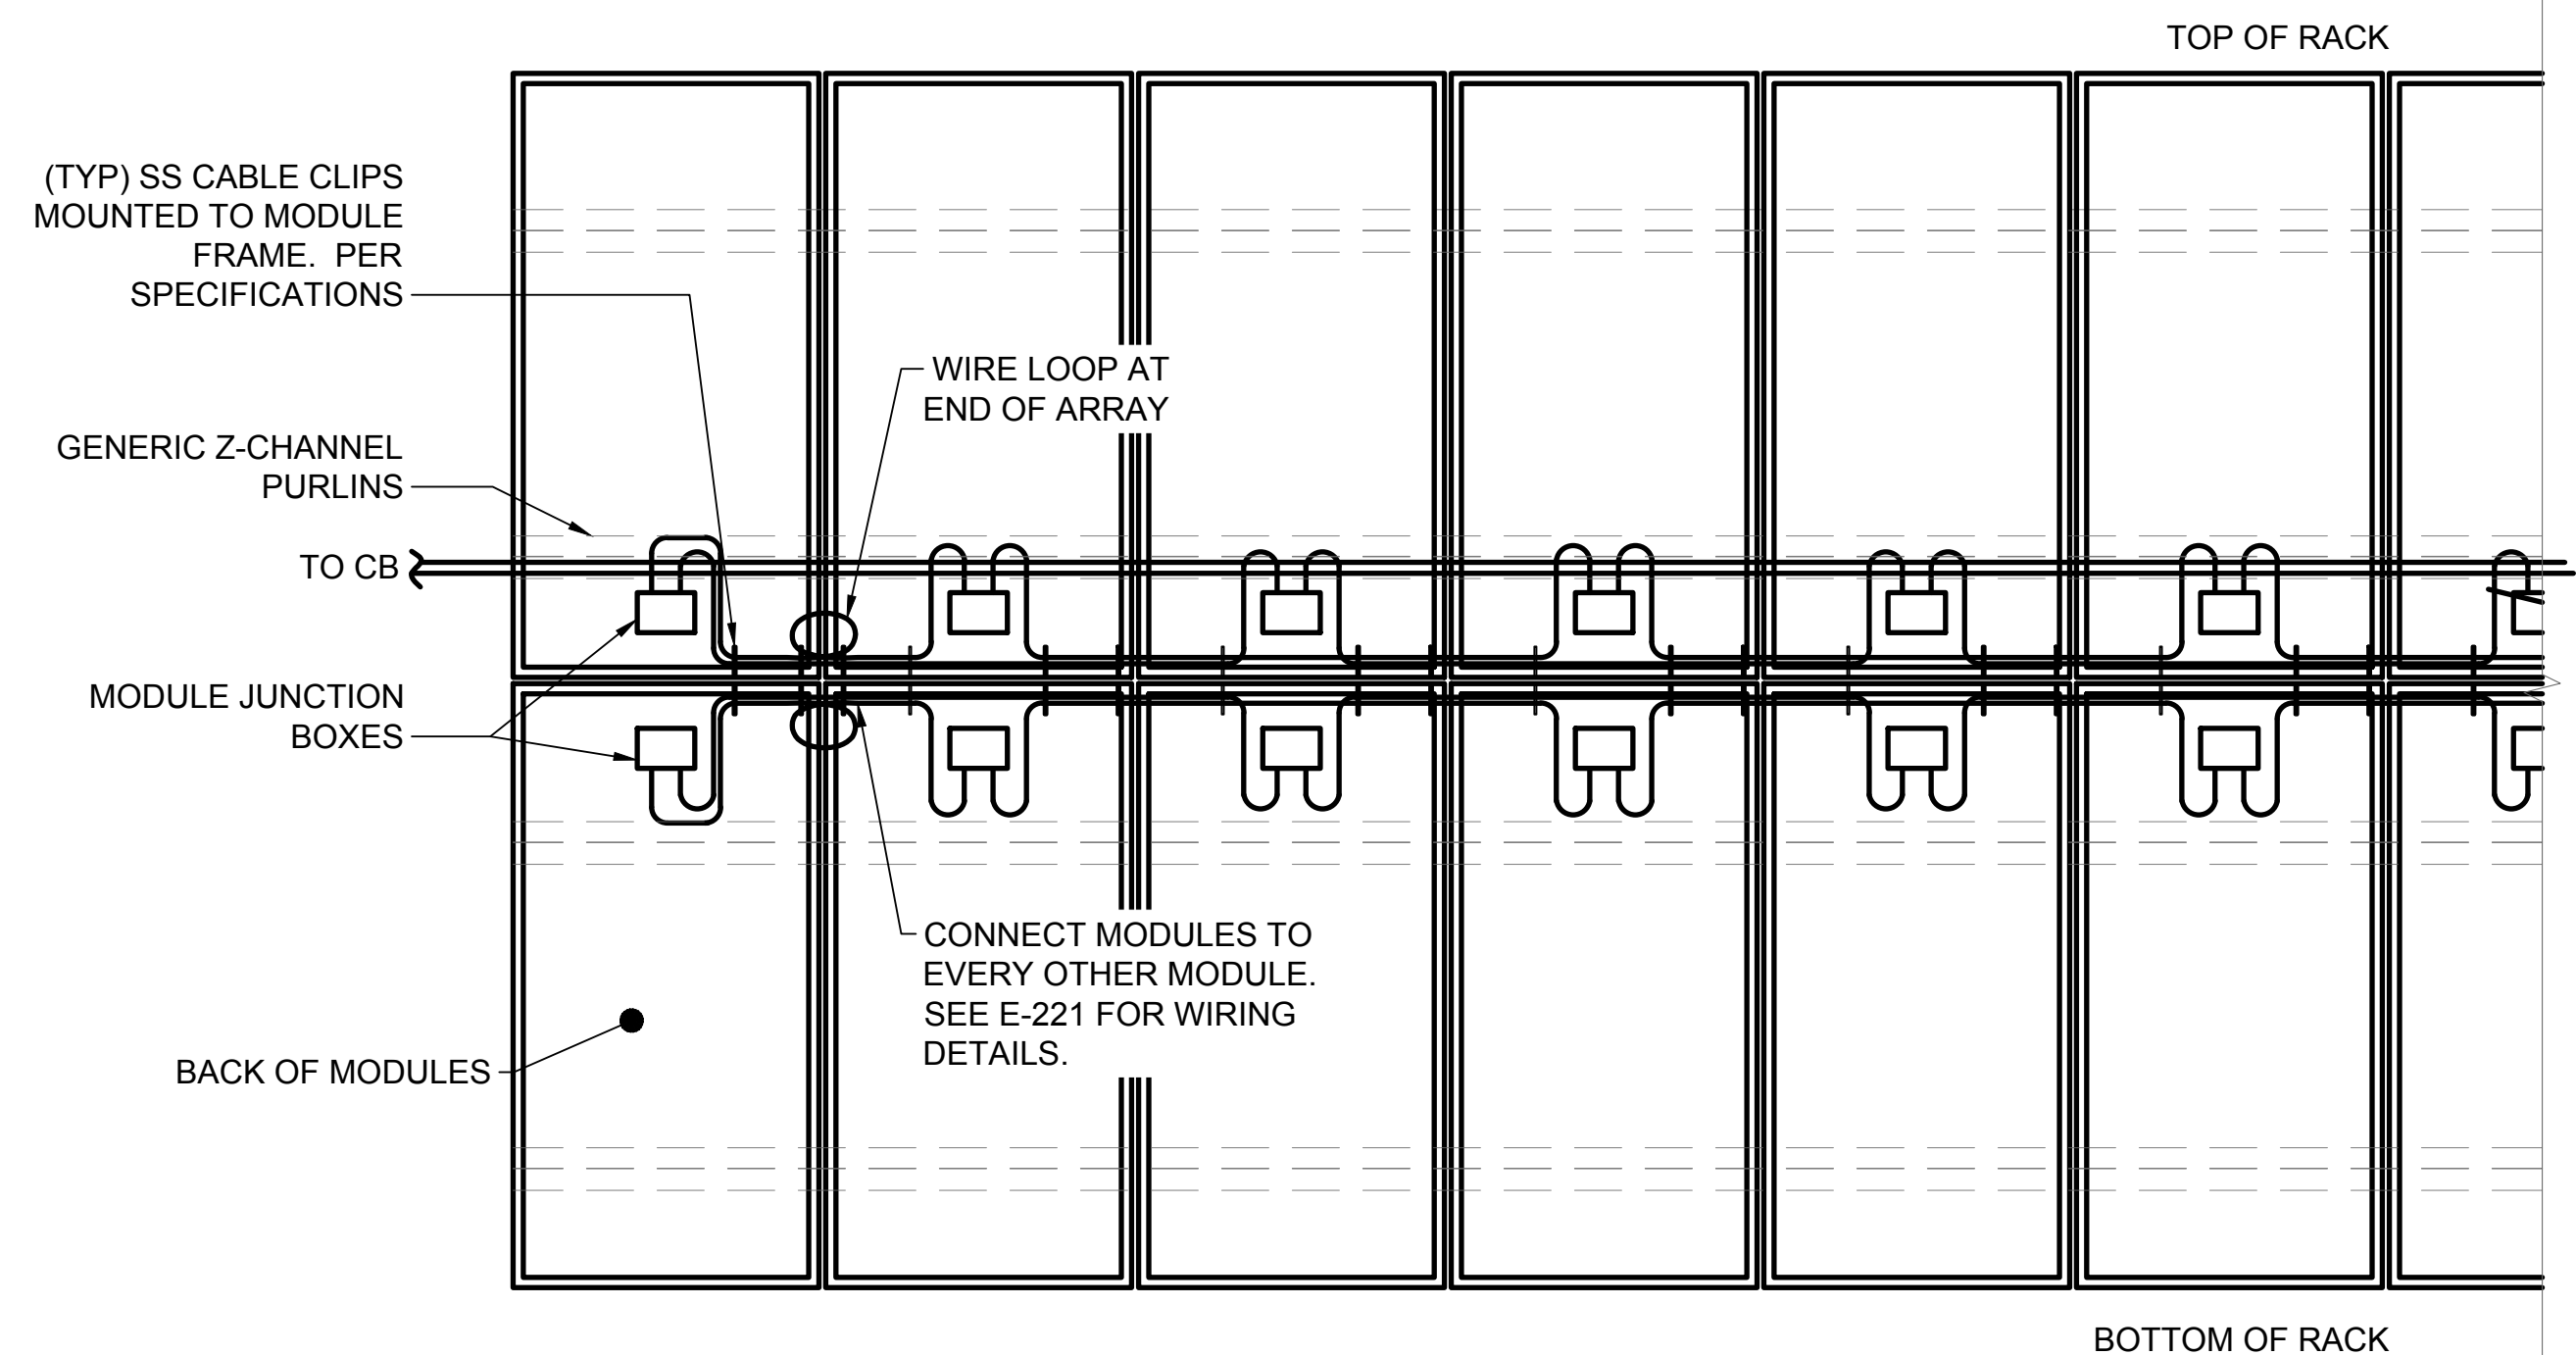 TOP OF RACK
(TYP) SS CABLE CLIPS
MOUNTED TO MODULE
FRAME.  PER
SPECIFICATIONS
WIRE LOOP AT
END OF ARRAY
GENERIC Z-CHANNEL
PURLINS
TO CB
MODULE JUNCTION
BOXES
CONNECT MODULES TO
EVERY OTHER MODULE.
SEE E-221 FOR WIRING
DETAILS.
BACK OF MODULES
BOTTOM OF RACK